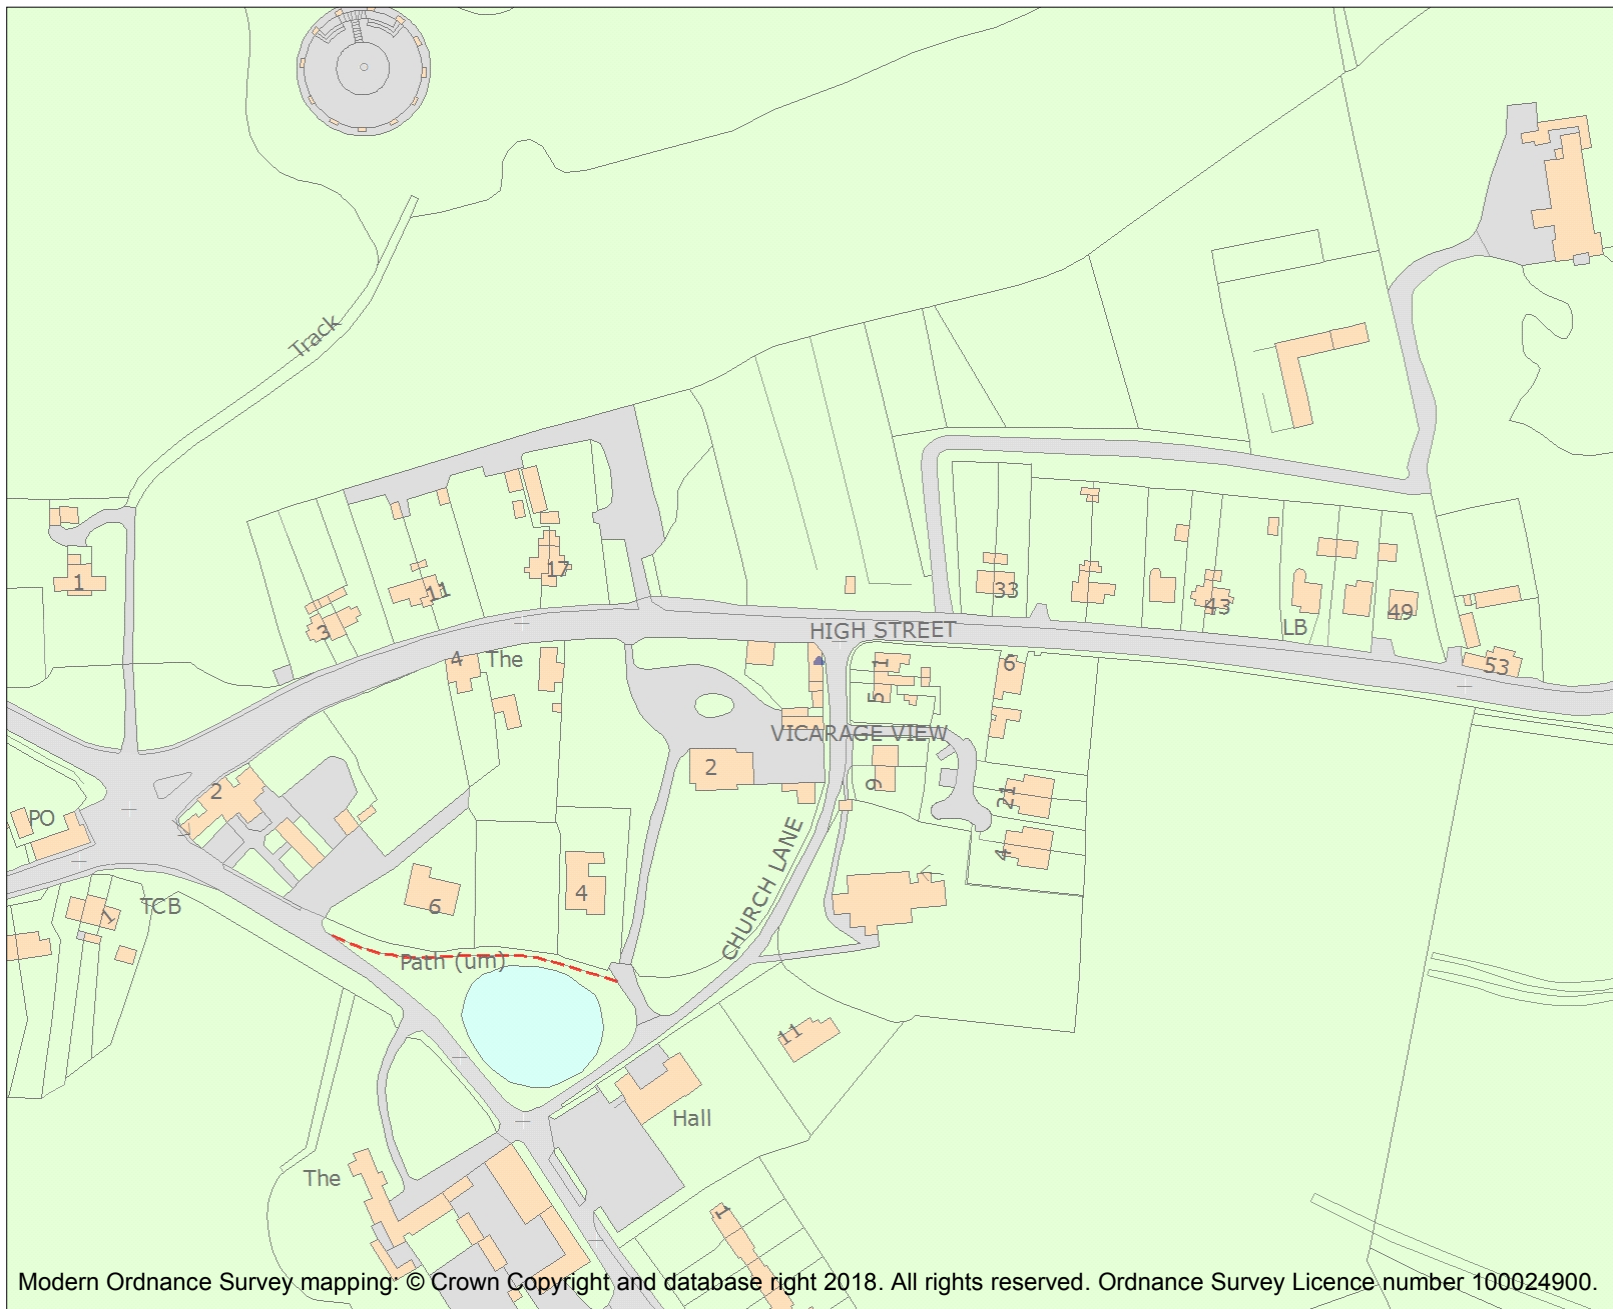 Track
1
3
11
17
33
43
49
LB
53
HIGH STREET
4
The
1
5
6
VICARAGE VIEW
2
9
21
4
2
PO
TCB
1
6
4
CHURCH LANE
Path (um)
11
Hall
The
1
Modern Ordnance Survey mapping: © Crown Copyright and database right 2018. All rights reserved. Ordnance Survey Licence number 100024900.